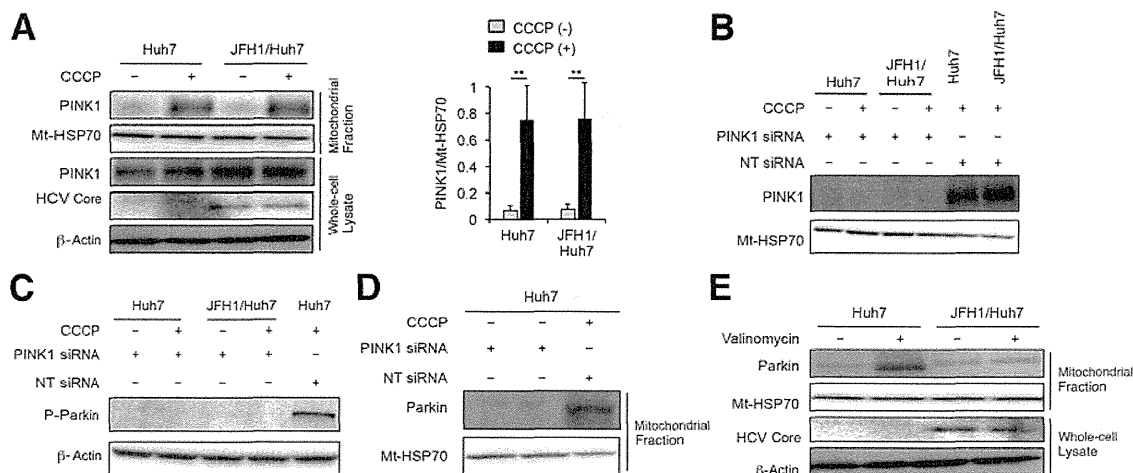 A
Huh7 JFH1/Huh7
CCCP − + − +
PINK1
Mt-HSP70
PINK1
HCV Core
β-Actin
Mitochondrial Fraction
Whole-cell Lysate
CCCP (-)
CCCP (+)
** **
PINK1/Mt-HSP70
1
0.8
0.6
0.4
0.2
0
Huh7 JFH1/Huh7
B
Huh7 JFH1/Huh7 Huh7 JFH1/Huh7
CCCP − + − + + +
PINK1 siRNA + + + + − −
NT siRNA − − − − + +
PINK1
Mt-HSP70
C
Huh7 JFH1/Huh7 Huh7
CCCP − + − + +
PINK1 siRNA + + + + −
NT siRNA − − − − +
P-Parkin
β-Actin
D
Huh7
CCCP − − +
PINK1 siRNA + + −
NT siRNA − − +
Parkin
Mt-HSP70
Mitochondrial Fraction
E
Huh7 JFH1/Huh7
Valinomycin − + − +
Parkin
Mt-HSP70
HCV Core
β-Actin
Mitochondrial Fraction
Whole-cell Lysate